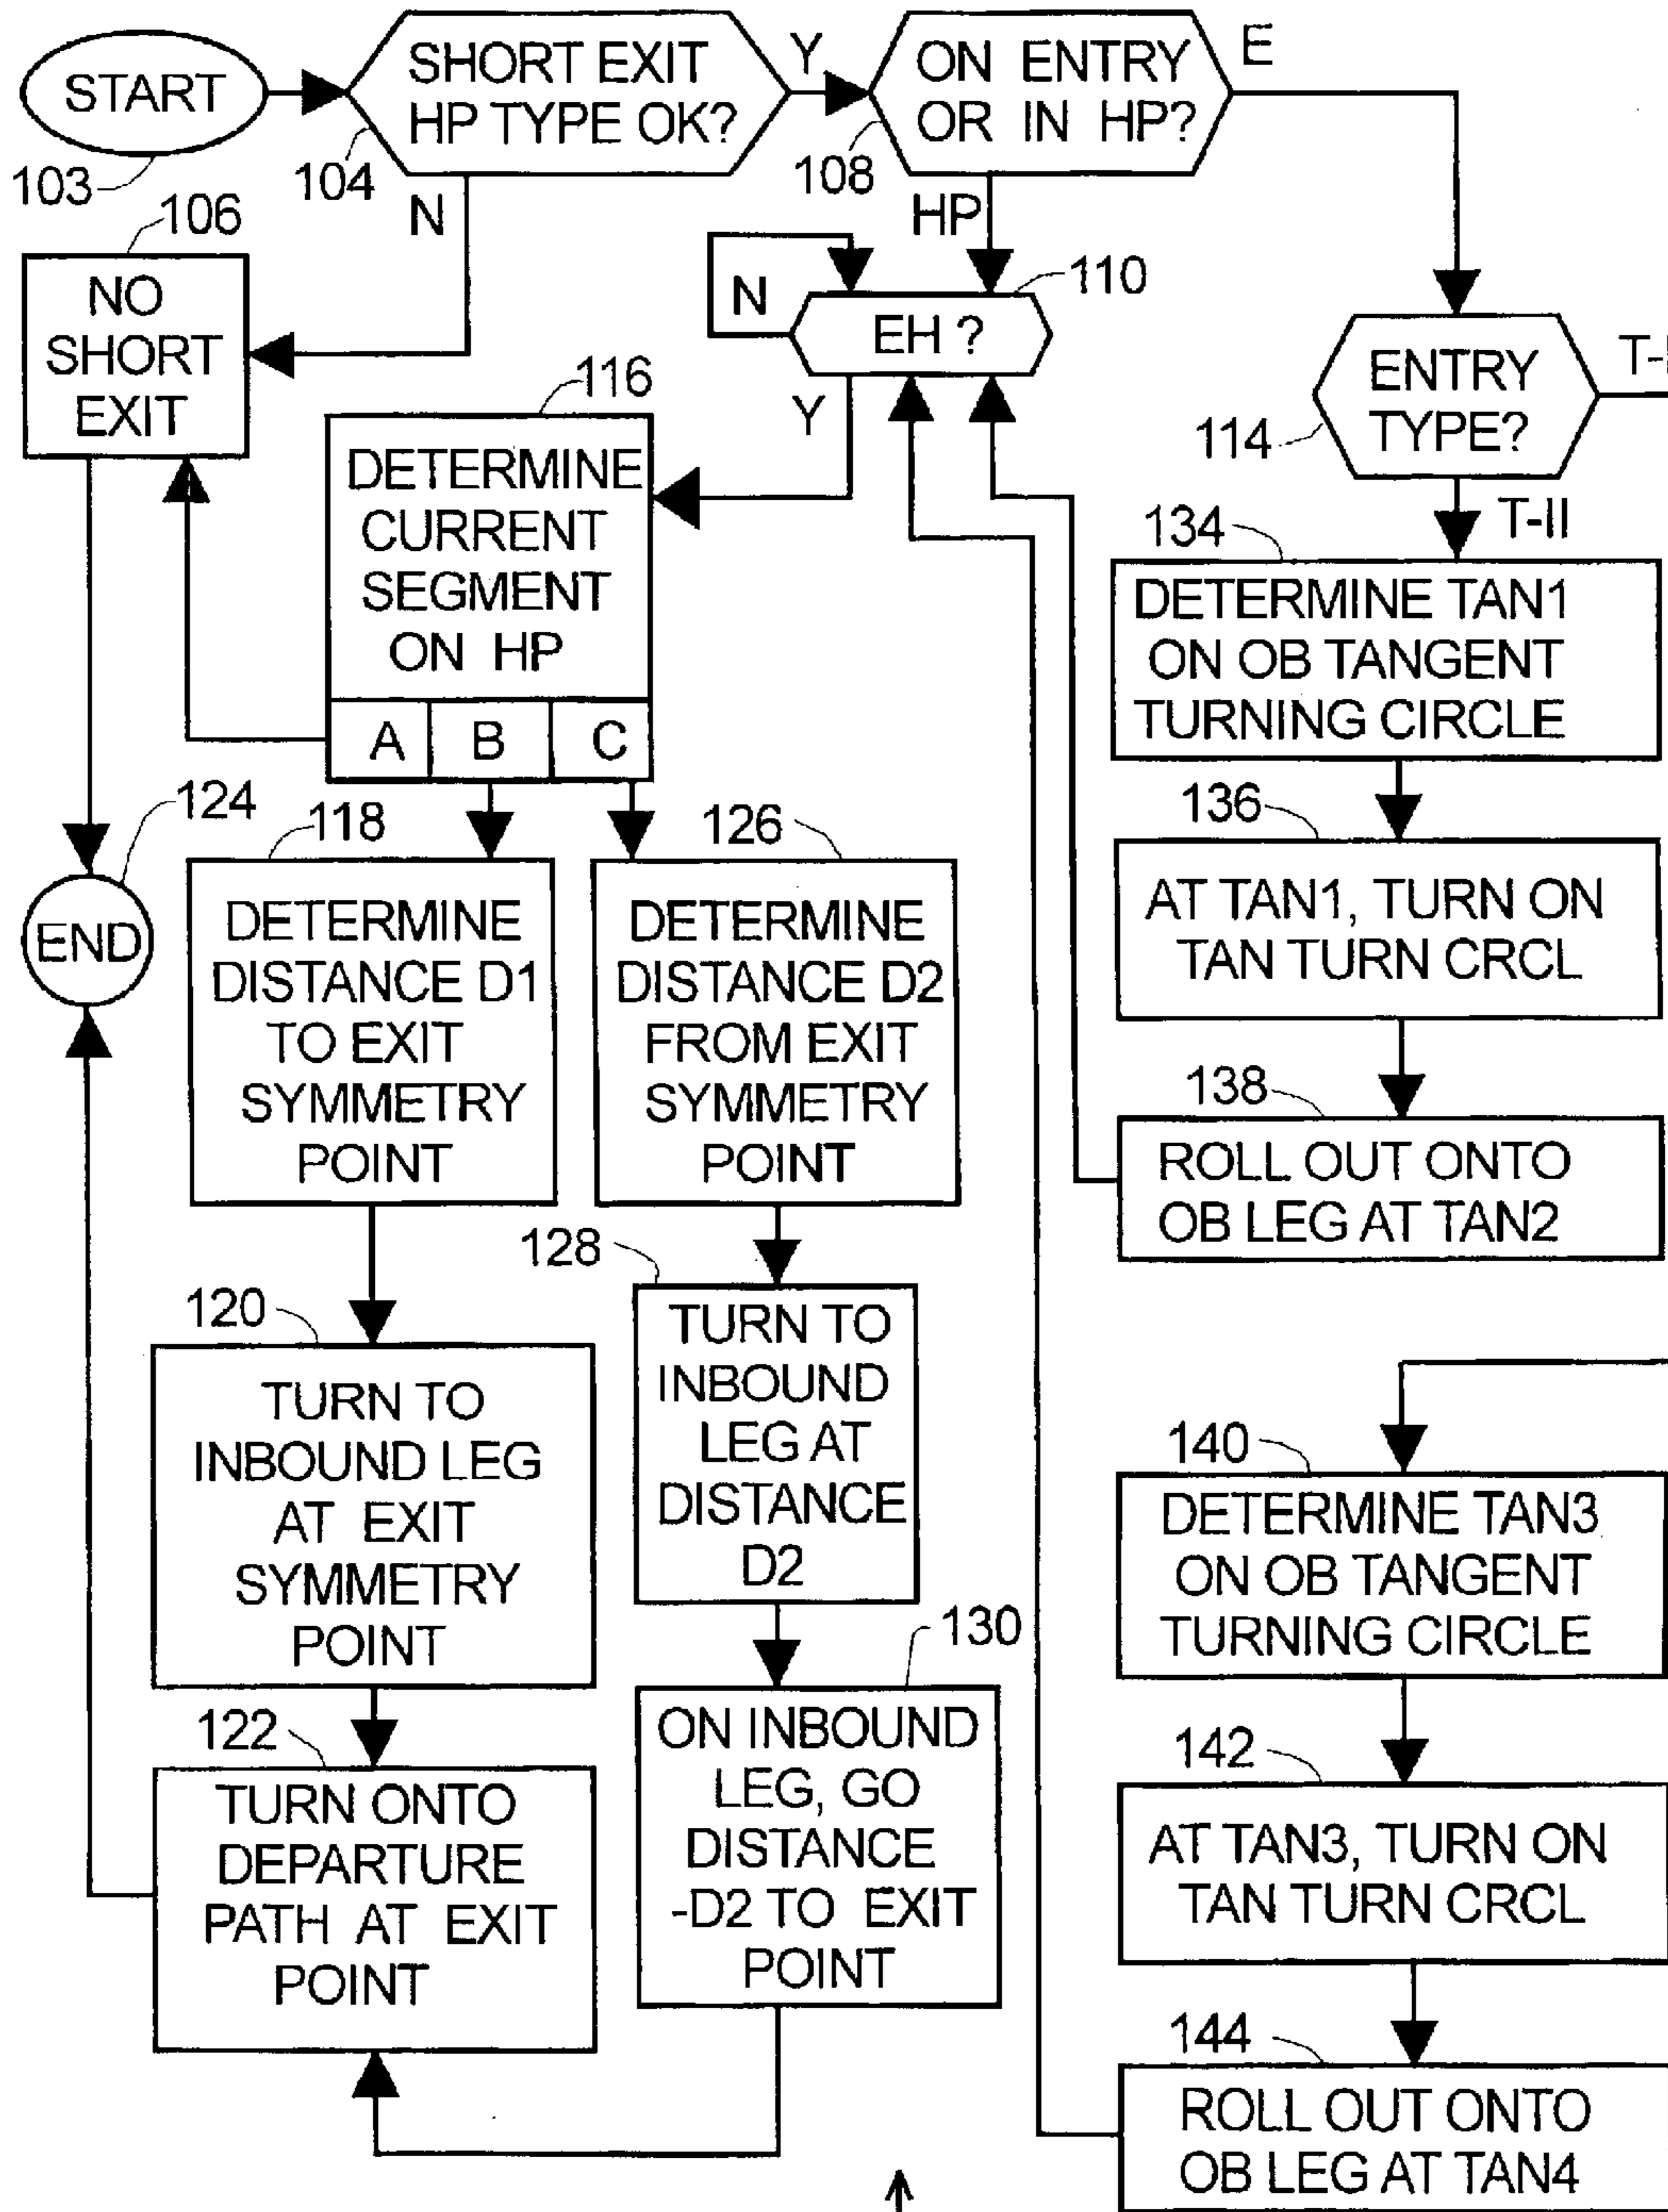 START
103
SHORT EXIT
HP TYPE OK?
104
Y
N
ON ENTRY
OR IN HP?
108
E
HP
106
NO
SHORT
EXIT
N
EH ?
110
Y
ENTRY
TYPE?
114
T-II
116
DETERMINE
CURRENT
SEGMENT
ON HP
A
B
C
134
DETERMINE TAN1
ON OB TANGENT
TURNING CIRCLE
124
END
118
DETERMINE
DISTANCE D1
TO EXIT
SYMMETRY
POINT
126
DETERMINE
DISTANCE D2
FROM EXIT
SYMMETRY
POINT
136
AT TAN1, TURN ON
TAN TURN CRCL
138
ROLL OUT ONTO
OB LEG AT TAN2
120
TURN TO
INBOUND LEG
AT EXIT
SYMMETRY
POINT
128
TURN TO
INBOUND
LEG AT
DISTANCE
D2
140
DETERMINE TAN3
ON OB TANGENT
TURNING CIRCLE
122
TURN ONTO
DEPARTURE
PATH AT EXIT
POINT
130
ON INBOUND
LEG, GO
DISTANCE
-D2 TO EXIT
POINT
142
AT TAN3, TURN ON
TAN TURN CRCL
144
ROLL OUT ONTO
OB LEG AT TAN4